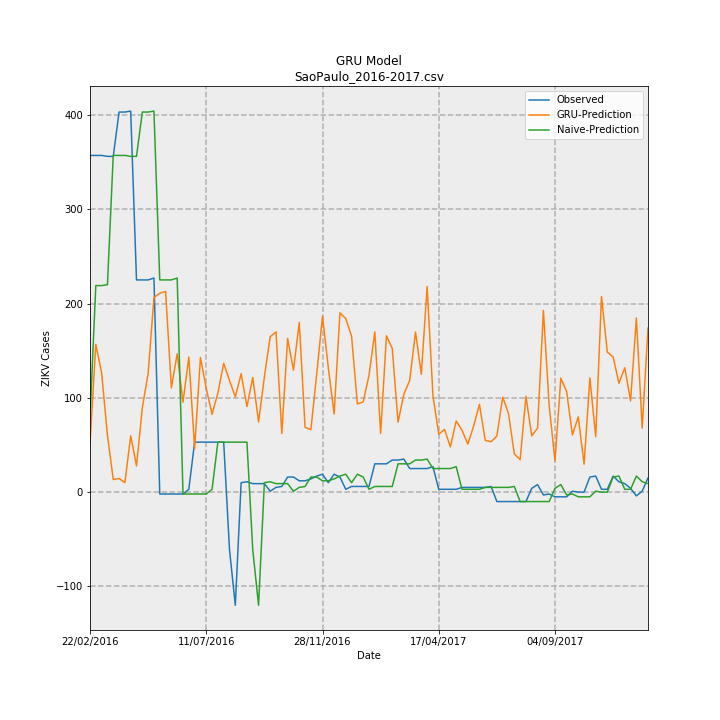 GRU Model
SaoPaulo_2016-2017.csv
Observed
GRU-Prediction
Naive-Prediction
400
300
200
100
0
−100
ZIKV Cases
22/02/2016
11/07/2016
28/11/2016
17/04/2017
04/09/2017
Date